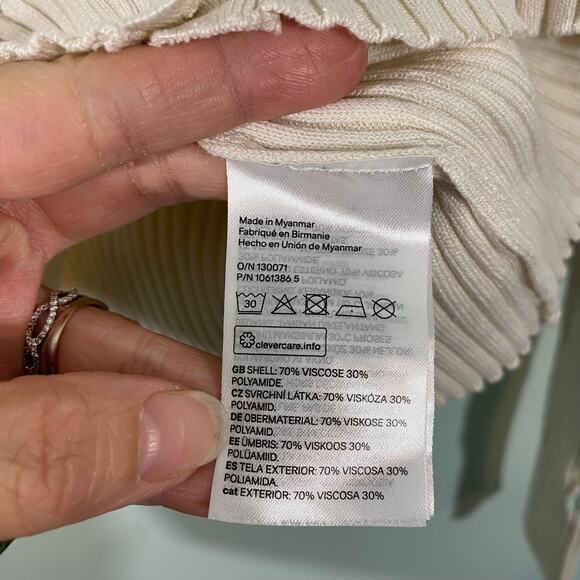 Made in Myanmar
Fabriqué en Birmanie
Hecho en Unión de Myanmar
O/N 130071
P/N 1061386 5
30
clevercare.info
GB SHELL: 70% VISCOSE 30%
POLYAMIDE.
CZ SVRCHNÍ LÁTKA: 70% VISKÓZA 30%
POLYAMID.
DE OBERMATERIAL: 70% VISKOSE 30%
POLYAMID.
EE ÜMBRIS: 70% VISKOOS 30%
POLÜAMIID.
ES TELA EXTERIOR: 70% VISCOSA 30%
POLIAMIDA.
cat EXTERIOR: 70% VISCOSA 30%